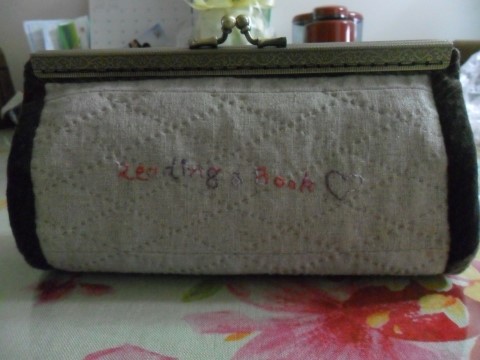 Reading a Book ♡